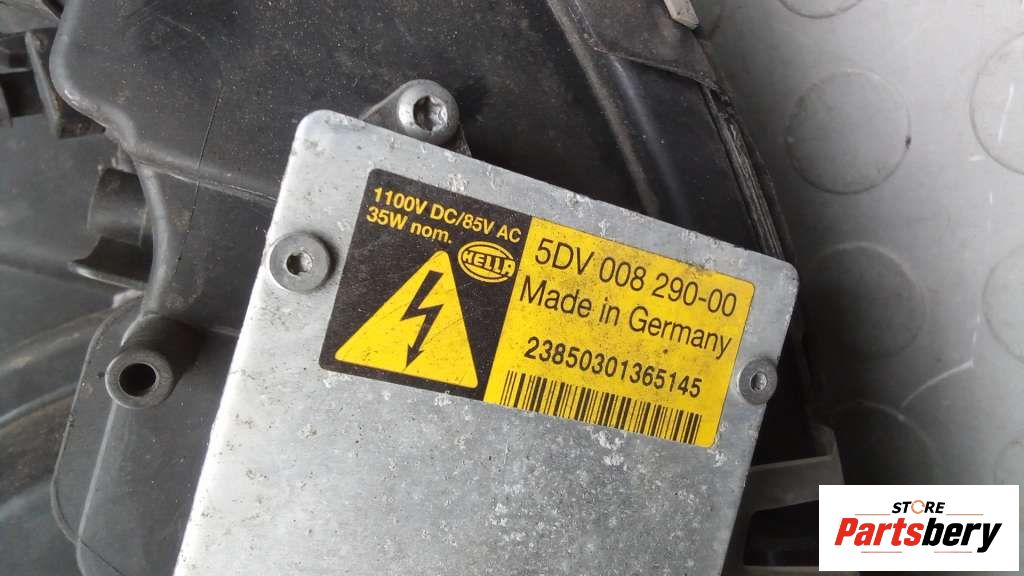 1100V DC/85V AC
35W nom.
HELLA
5DV 008 290-00
Made in Germany
23850301365145
STORE
Partsbery